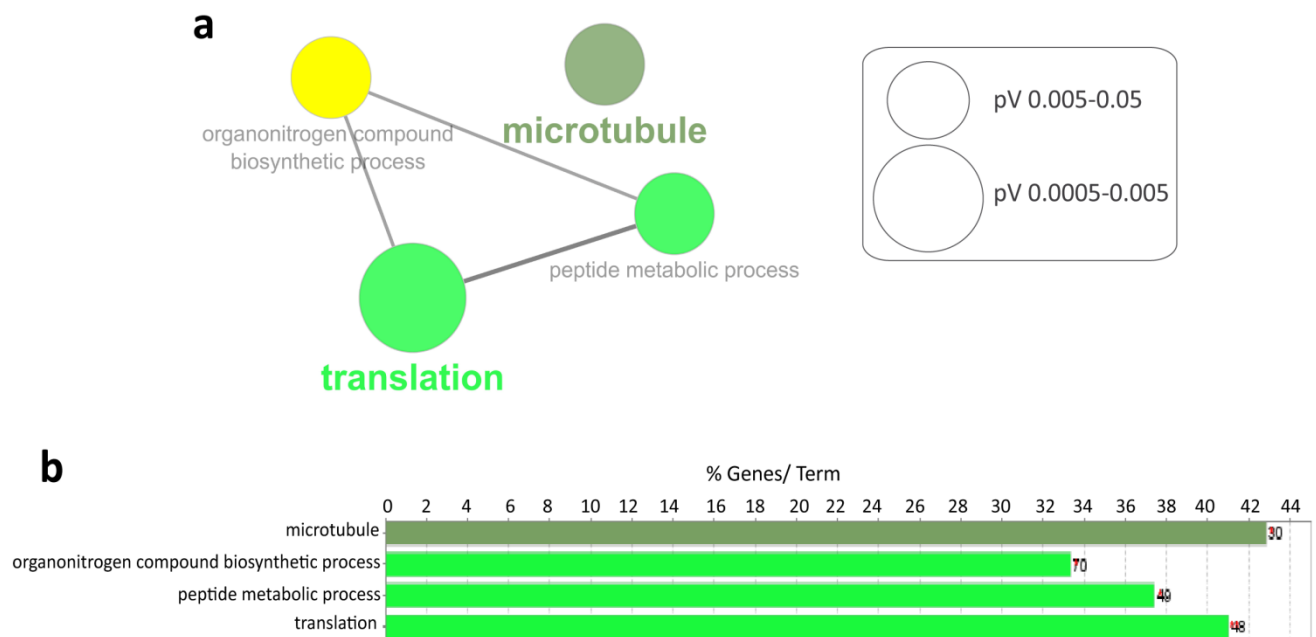 a
organonitrogen compound
biosynthetic process
microtubule
peptide metabolic process
translation
pV 0.005-0.05
pV 0.0005-0.005
b
% Genes/ Term
0 2 4 6 8 10 12 14 16 18 20 22 24 26 28 30 32 34 36 38 40 42 44
microtubule 30
organonitrogen compound biosynthetic process 70
peptide metabolic process 49
translation 48